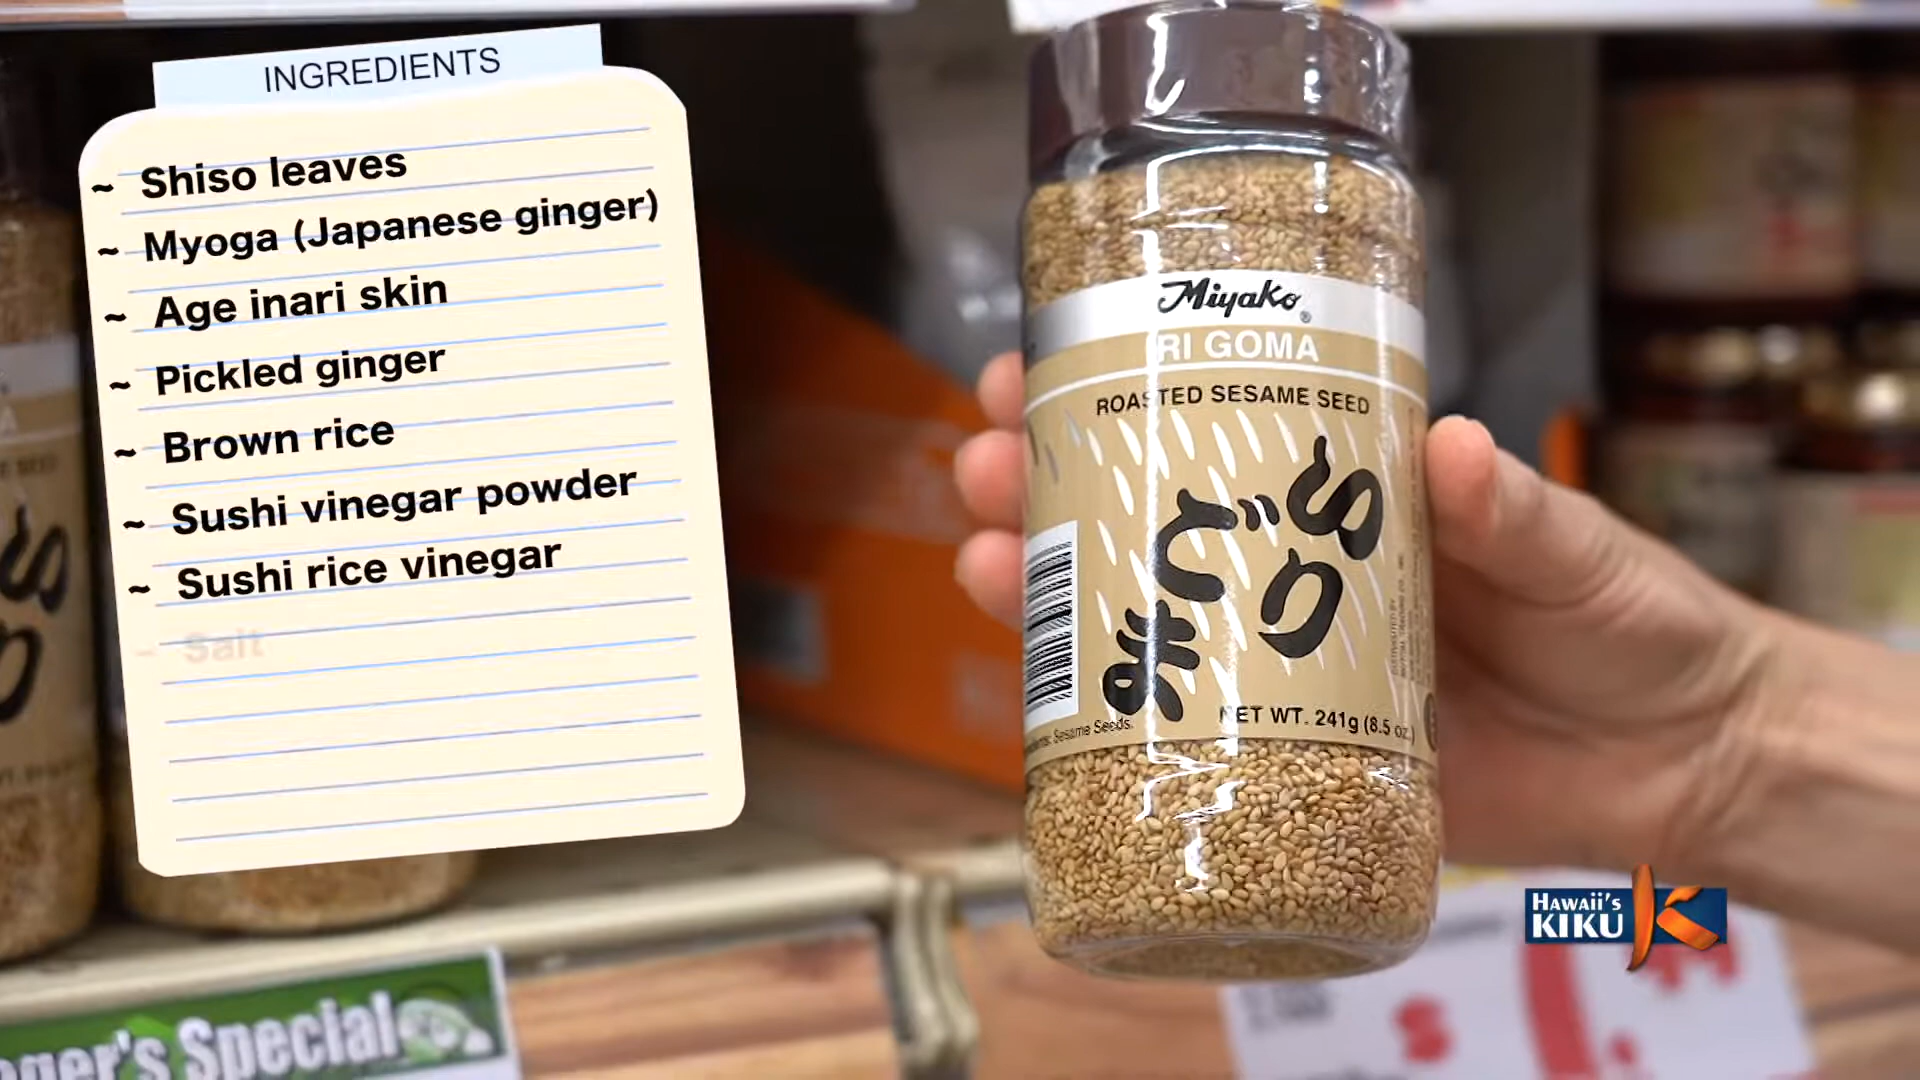 INGREDIENTS
~ Shiso leaves
~ Myoga (Japanese ginger)
~ Age inari skin
~ Pickled ginger
~ Brown rice
~ Sushi vinegar powder
~ Sushi rice vinegar
~ Salt
Miyako®
IRI GOMA
ROASTED SESAME SEED
いり
ごま
Sesame Seeds.
NET WT. 241g (8.5 oz.)
Special
HAWAII'S
KIKU